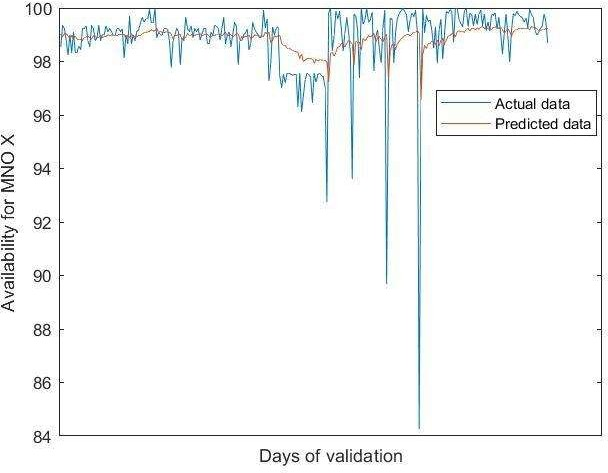 100
98
96
94
92
90
88
86
84
Availability for MNO X
Actual data
Predicted data
Days of validation